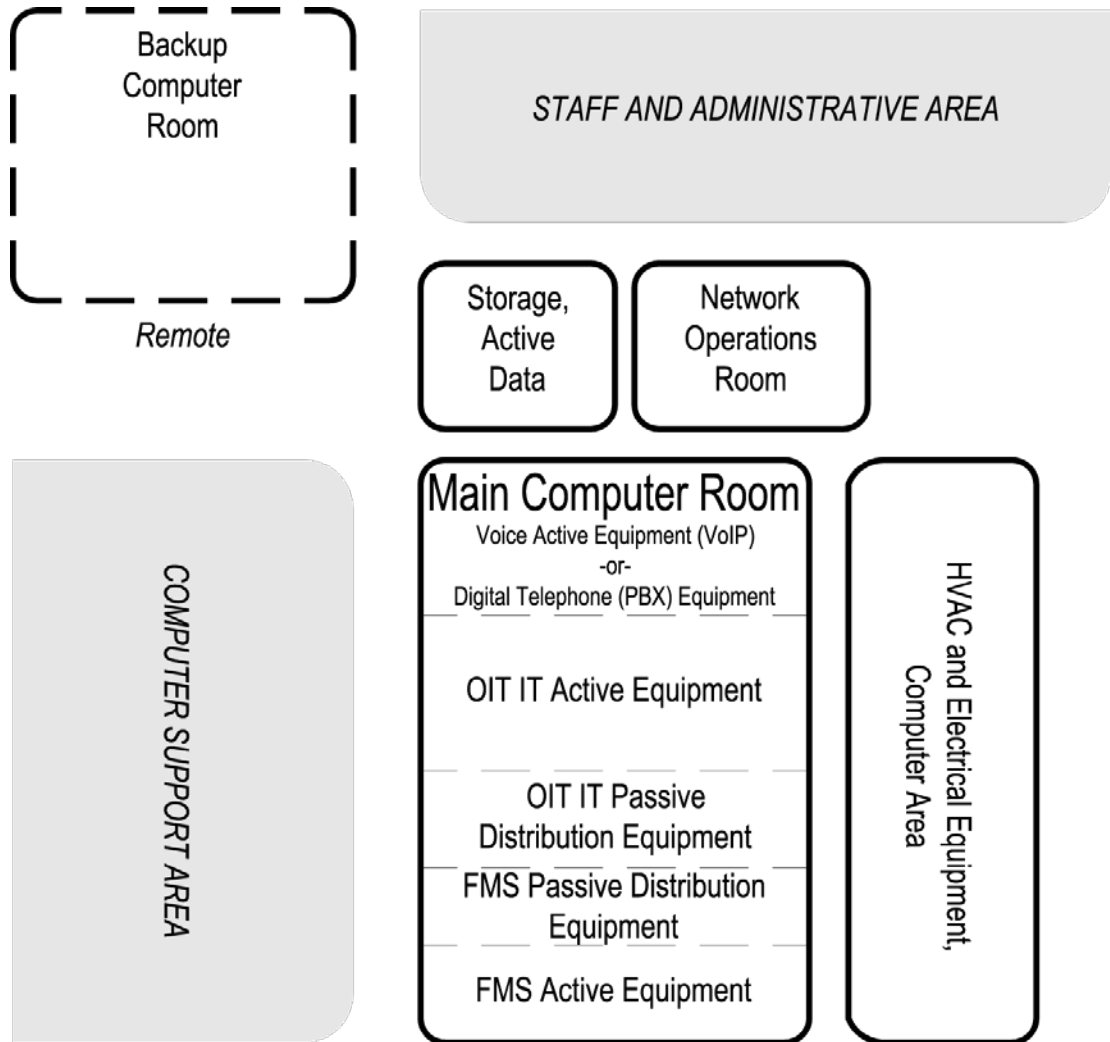 Backup
Computer
Room
Remote
STAFF AND ADMINISTRATIVE AREA
Storage,
Active
Data
Network
Operations
Room
COMPUTER SUPPORT AREA
Main Computer Room
Voice Active Equipment (VoIP)
-or-
Digital Telephone (PBX) Equipment
OIT IT Active Equipment
OIT IT Passive
Distribution Equipment
FMS Passive Distribution
Equipment
FMS Active Equipment
HVAC and Electrical Equipment,
Computer Area